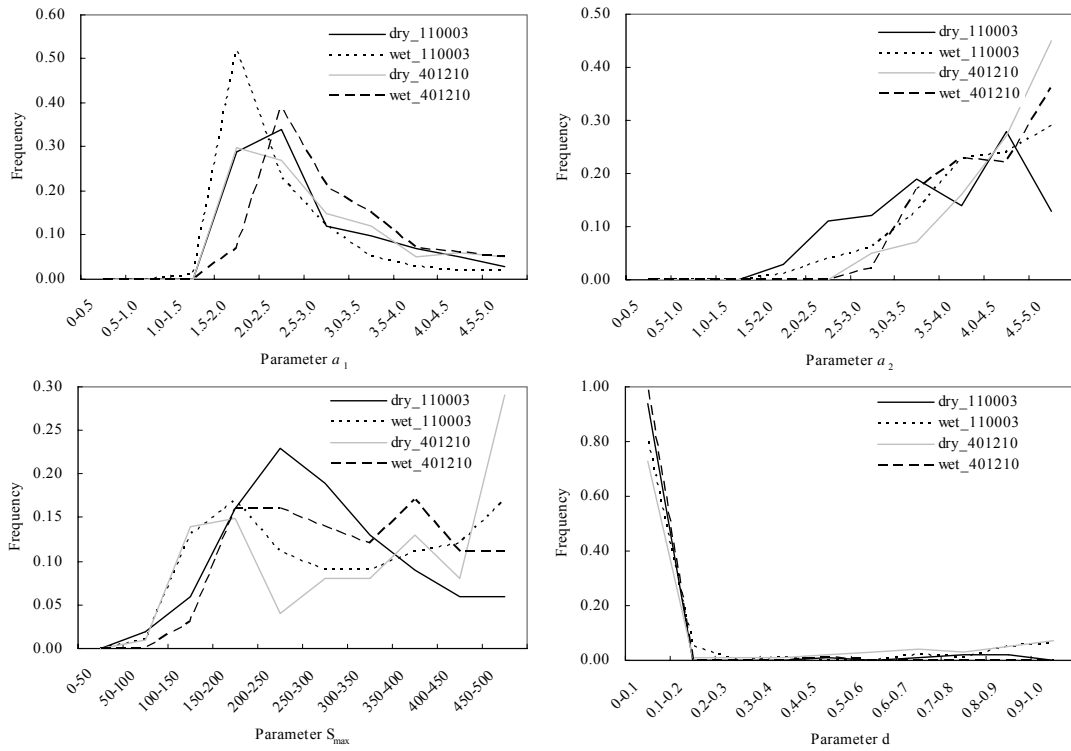 0.60
0.50
0.40
0.30
0.20
0.10
0.00
Frequency
dry_110003
wet_110003
dry_401210
wet_401210
0-0.5
0.5-1.0
1.0-1.5
1.5-2.0
2.0-2.5
2.5-3.0
3.0-3.5
3.5-4.0
4.0-4.5
4.5-5.0
Parameter a1
0.50
0.40
0.30
0.20
0.10
0.00
Frequency
dry_110003
wet_110003
dry_401210
wet_401210
0-0.5
0.5-1.0
1.0-1.5
1.5-2.0
2.0-2.5
2.5-3.0
3.0-3.5
3.5-4.0
4.0-4.5
4.5-5.0
Parameter a2
0.30
0.25
0.20
0.15
0.10
0.05
0.00
Frequency
dry_110003
wet_110003
dry_401210
wet_401210
0-50
50-100
100-150
150-200
200-250
250-300
300-350
350-400
400-450
450-500
Parameter Smax
1.00
0.80
0.60
0.40
0.20
0.00
Frequency
dry_110003
wet_110003
dry_401210
wet_401210
0-0.1
0.1-0.2
0.2-0.3
0.3-0.4
0.4-0.5
0.5-0.6
0.6-0.7
0.7-0.8
0.8-0.9
0.9-1.0
Parameter d